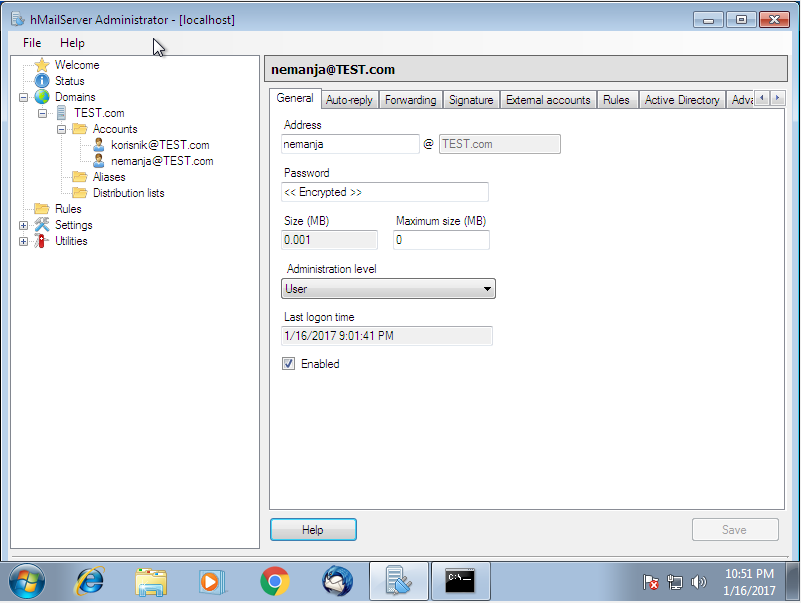 hMailServer Administrator - [localhost]
File Help
Welcome
Status
Domains
TEST.com
Accounts
korisnik@TEST.com
nemanja@TEST.com
Aliases
Distribution lists
Rules
Settings
Utilities
nemanja@TEST.com
General Auto-reply Forwarding Signature External accounts Rules Active Directory Adva
Address
nemanja @ TEST.com
Password
<< Encrypted >>
Size (MB) Maximum size (MB)
0.001 0
Administration level
User
Last logon time
1/16/2017 9:01:41 PM
Enabled
Help Save
C:\_
10:51 PM
1/16/2017